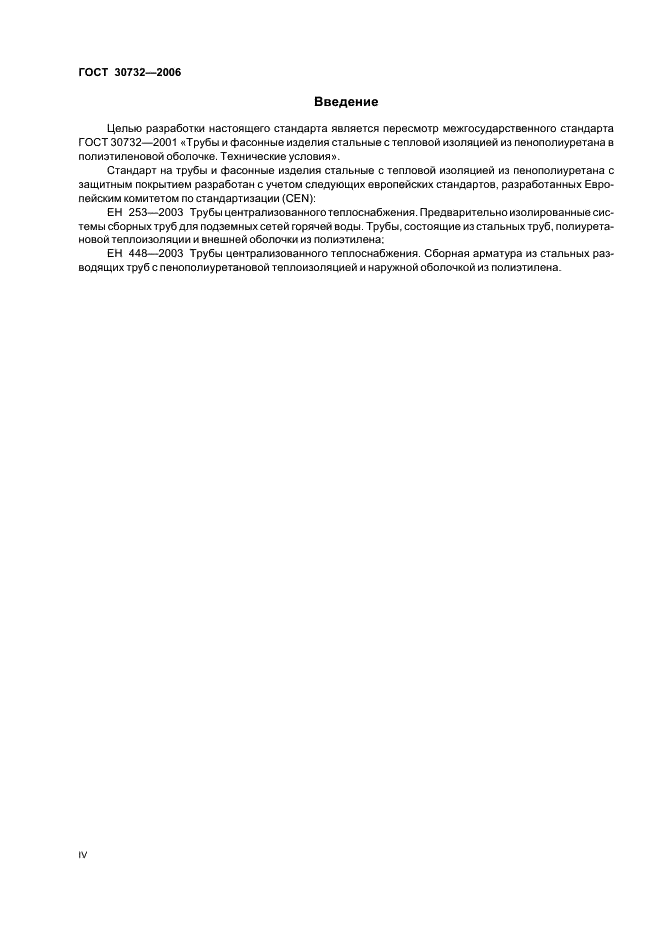 ГОСТ 30732—2006
Введение
Целью разработки настоящего стандарта является пересмотр межгосударственного стандарта
ГОСТ 30732—2001 «Трубы и фасонные изделия стальные с тепловой изоляцией из пенополиуретана в
полиэтиленовой оболочке. Технические условия».
Стандарт на трубы и фасонные изделия стальные с тепловой изоляцией из пенополиуретана с
защитным покрытием разработан с учетом следующих европейских стандартов, разработанных Евро-
пейским комитетом по стандартизации (CEN):
ЕН 253—2003 Трубы централизованного теплоснабжения. Предварительно изолированные сис-
темы сборных труб для подземных сетей горячей воды. Трубы, состоящие из стальных труб, полиурета-
новой теплоизоляции и внешней оболочки из полиэтилена;
ЕН 448—2003 Трубы централизованного теплоснабжения. Сборная арматура из стальных раз-
водящих труб с пенополиуретановой теплоизоляцией и наружной оболочкой из полиэтилена.
IV